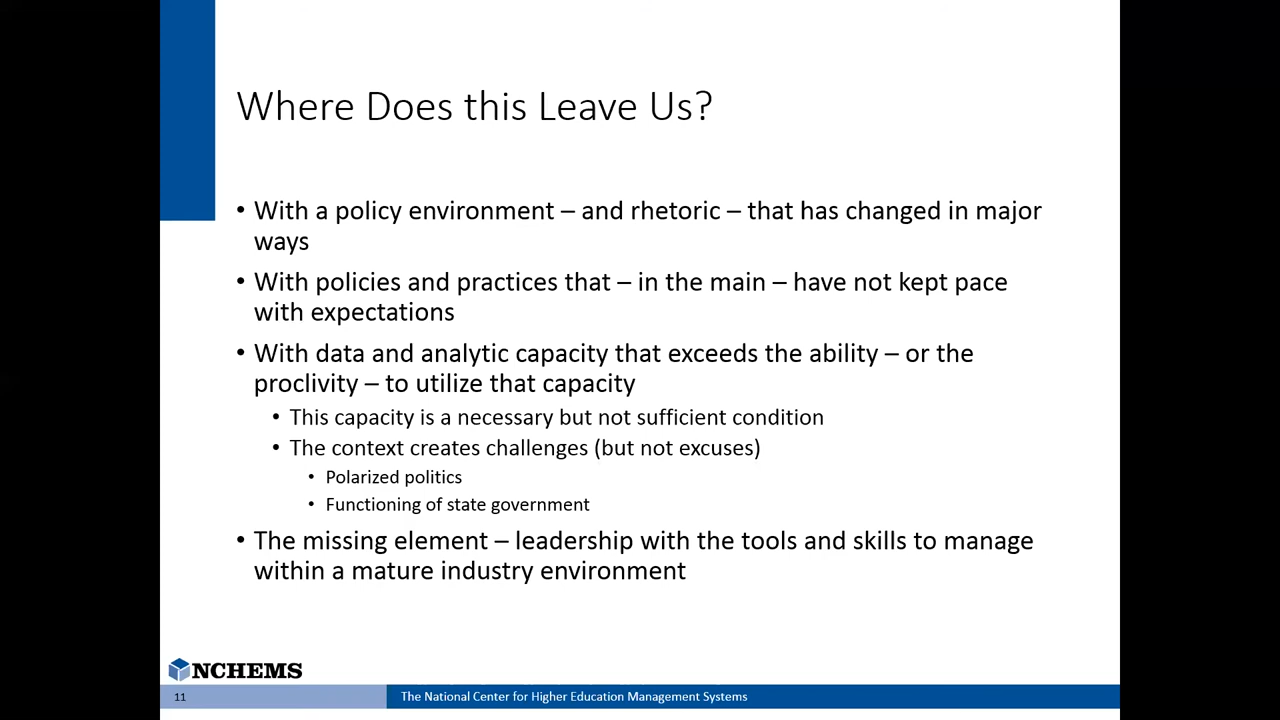 Where Does this Leave Us?
• With a policy environment – and rhetoric – that has changed in major
ways
• With policies and practices that – in the main – have not kept pace
with expectations
• With data and analytic capacity that exceeds the ability – or the
proclivity – to utilize that capacity
• This capacity is a necessary but not sufficient condition
• The context creates challenges (but not excuses)
• Polarized politics
• Functioning of state government
• The missing element – leadership with the tools and skills to manage
within a mature industry environment
NCHEMS
11
The National Center for Higher Education Management Systems